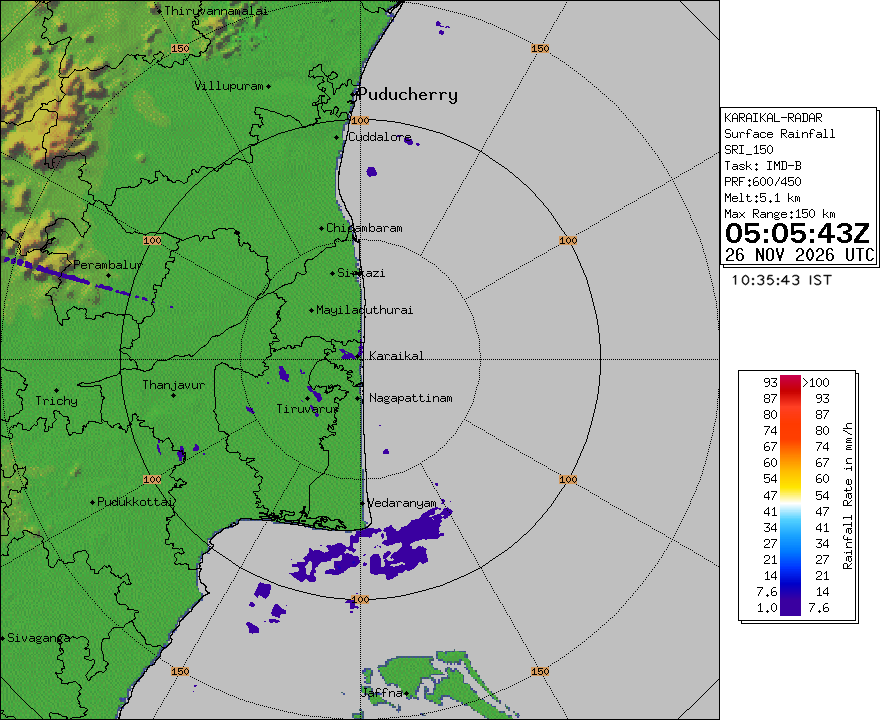 Thiruvannamalai
150
150
Villupuram
Puducherry
100
Cuddalore
KARAIKAL-RADAR
Surface Rainfall
SRI_150
Task: IMD-B
PRF:600/450
Melt:5.1 km
Max Range:150 km
05:05:43Z
26 NOV 2026 UTC
10:35:43 IST
Chidambaram
100
100
Perambalur
Sirkazi
Mayiladuthurai
Karaikal
Thanjavur
Trichy
Nagapattinam
Tiruvarur
100
100
Pudukkottai
Vedaranyam
100
Sivaganga
150
150
Jaffna
93 >100
87 93
80 87
74 80
67 74
60 67
54 60
47 54
41 47
34 41
27 34
21 27
14 21
7.6 14
1.0 7.6
Rainfall Rate in mm/h